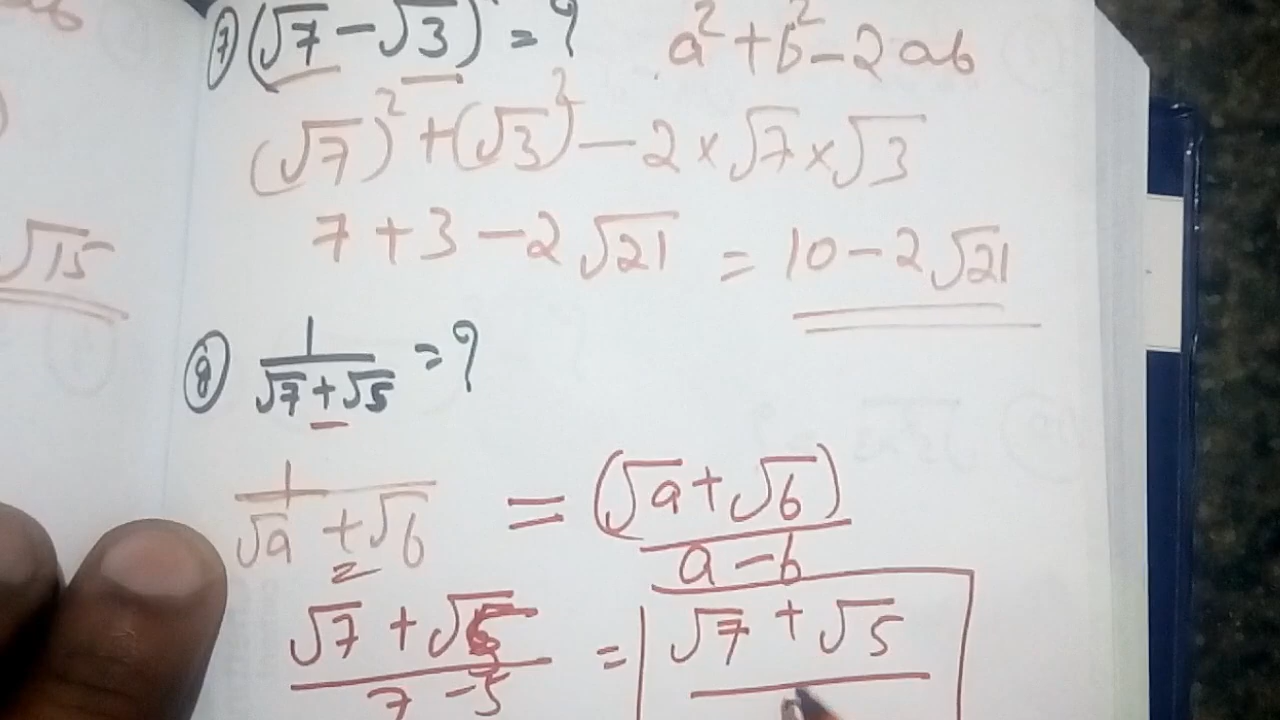 ab
⑦ (√7 − √3)² = ? a² + b² − 2ab
(√7)² + (√3)² − 2 × √7 × √3
7 + 3 − 2√21 = 10 − 2√21
√15
⑧ 1/(√7 + √5) = ?
1/(√a + √b) = (√a + √b)/(a − b)
(√7 + √5)/(7 − 5) = √7 + √5